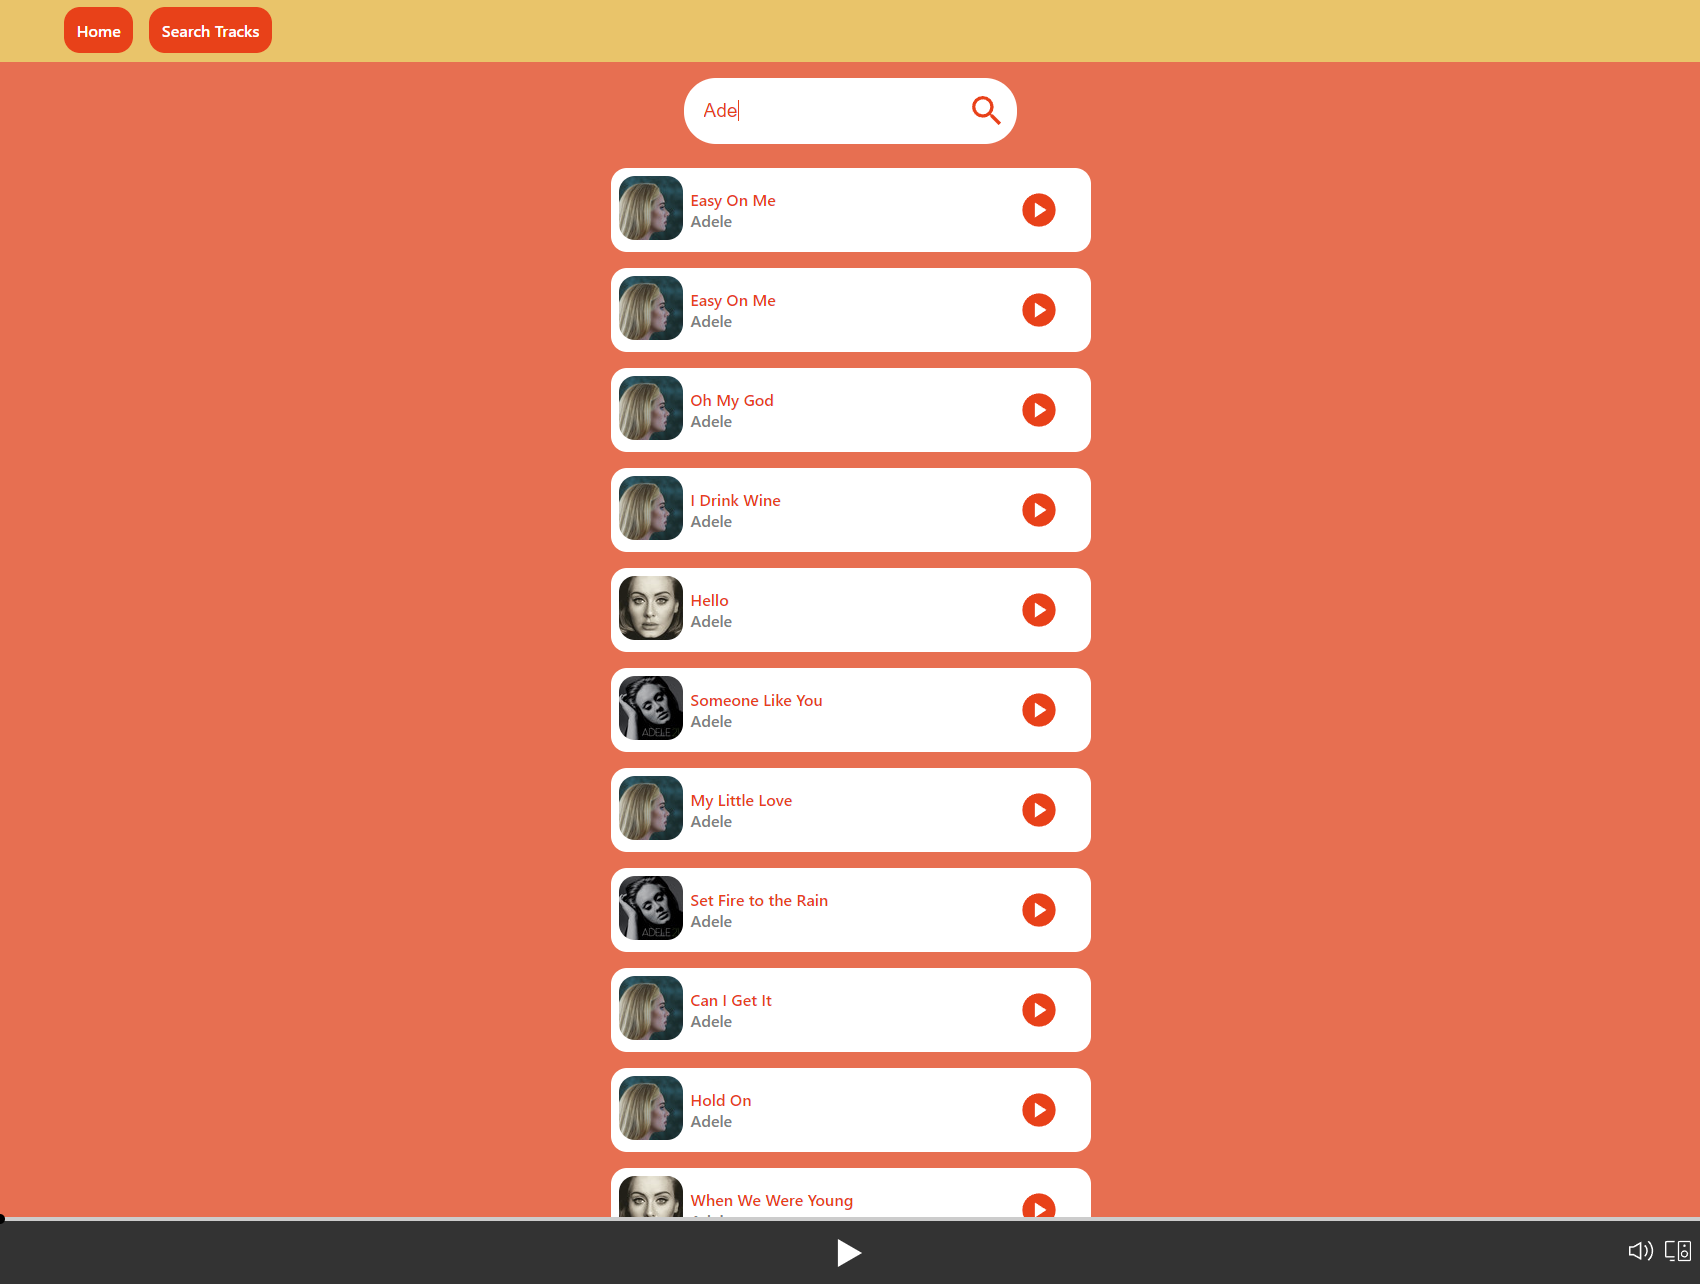 Home Search Tracks
Ade
Easy On Me
Adele
Easy On Me
Adele
Oh My God
Adele
I Drink Wine
Adele
Hello
Adele
Someone Like You
Adele
ADELE
My Little Love
Adele
Set Fire to the Rain
Adele
ADELE
Can I Get It
Adele
Hold On
Adele
When We Were Young